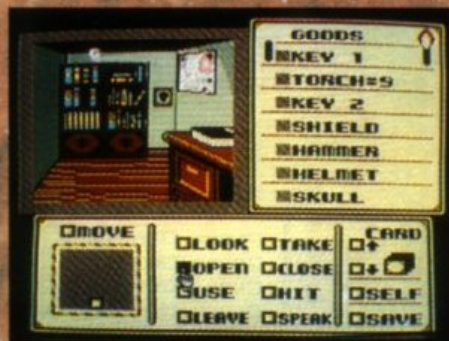 GOODS
KEY 1
TORCH=9
KEY 2
SHIELD
HAMMER
HELMET
SKULL
MOVE
LOOK TAKE
OPEN CLOSE
USE HIT
LEAVE SPEAK
CARD
SELF
SAVE